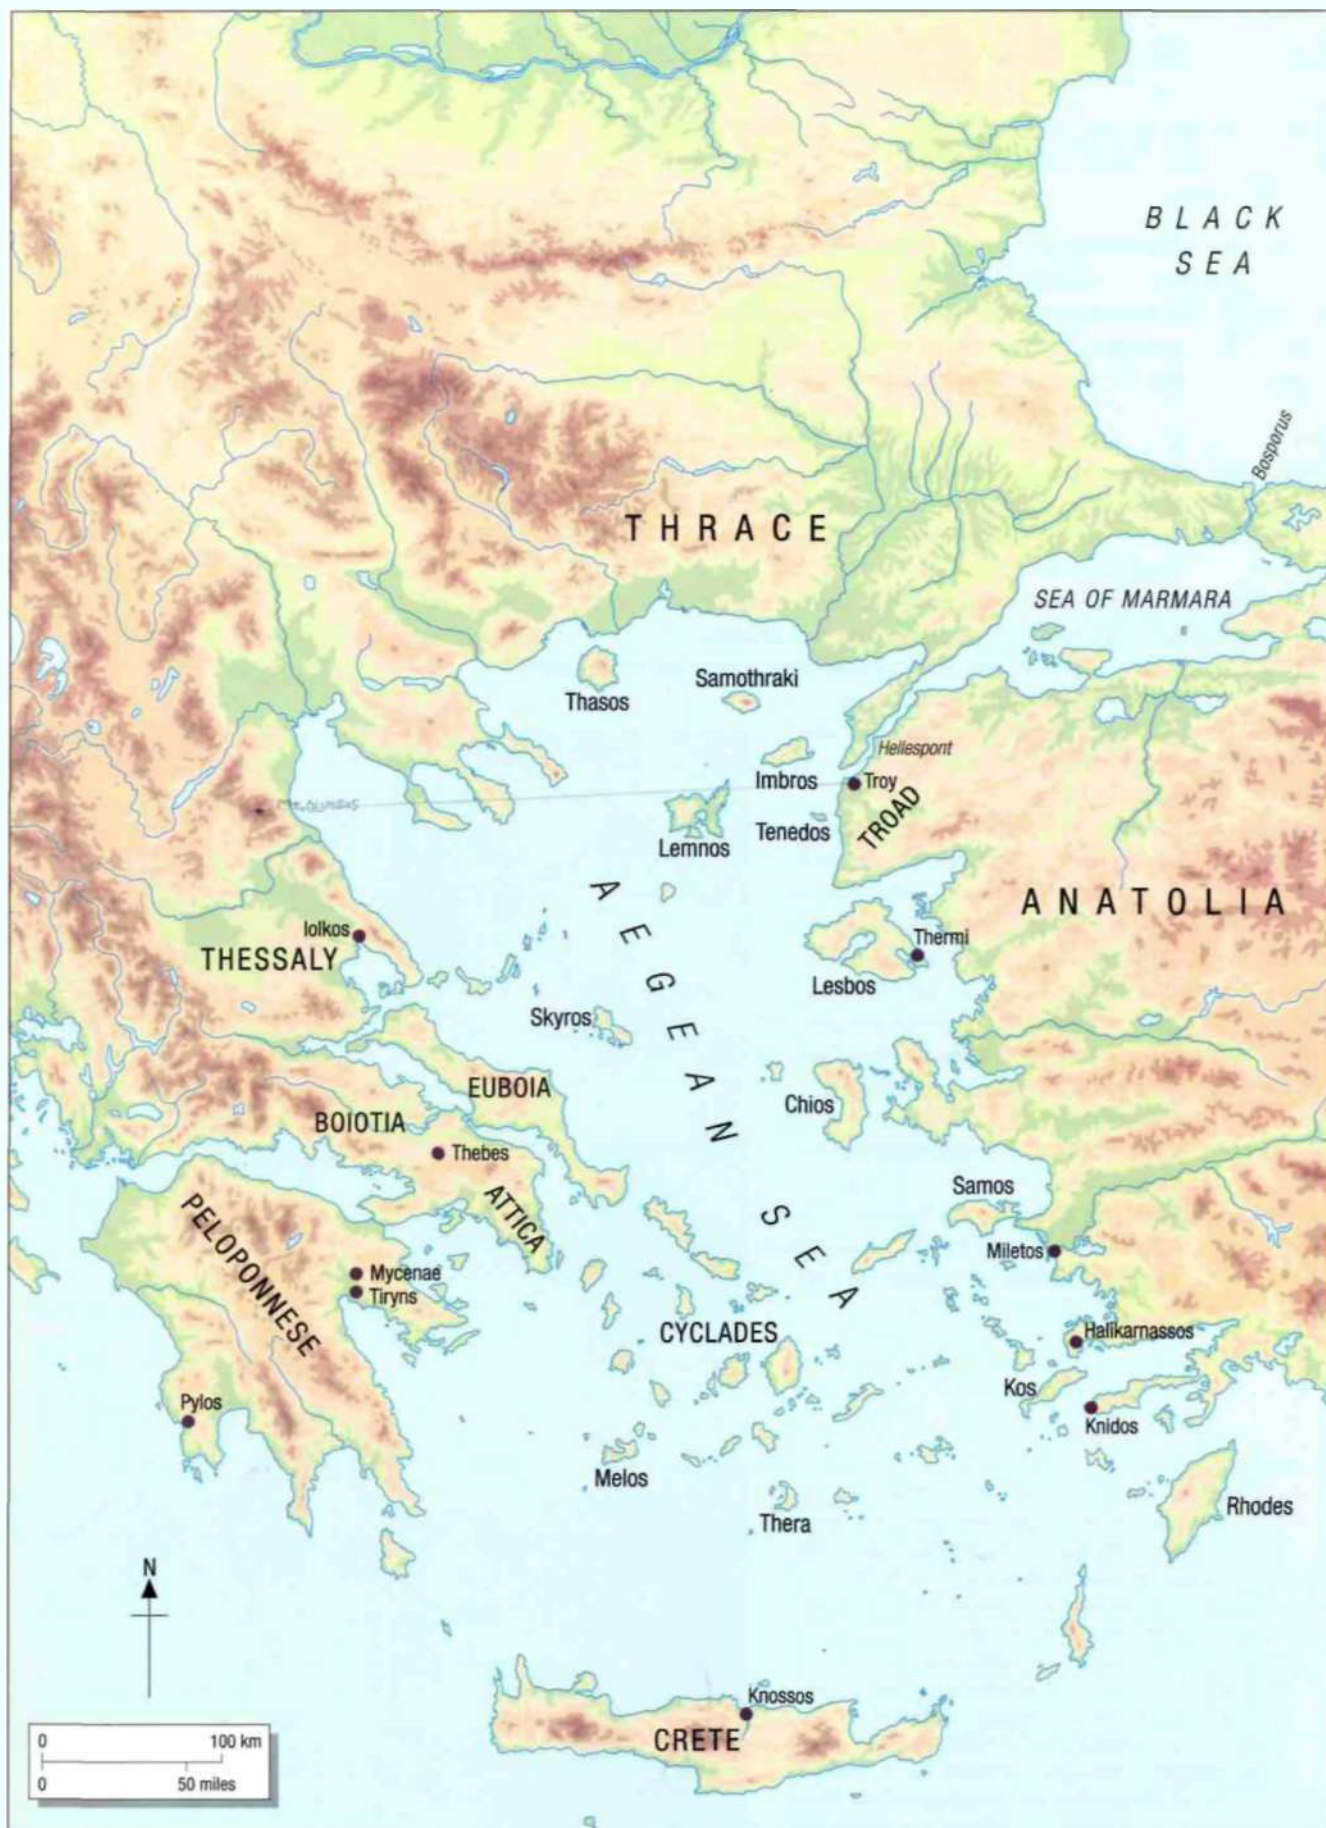 BLACK
SEA
Bosporus
THRACE
SEA OF MARMARA
Samothraki
Thasos
Hellespont
Imbros
Troy
TROAD
Tenedos
Lemnos
ANATOLIA
AEGEAN SEA
Iolkos
THESSALY
Thermi
Lesbos
Skyros
EUBOIA
Chios
BOIOTIA
Thebes
ATTICA
Samos
PELOPONNESE
Miletos
Mycenae
Tiryns
CYCLADES
Halikarnassos
Kos
Pylos
Knidos
Melos
Rhodes
Thera
N
Knossos
CRETE
0 100 km
0 50 miles